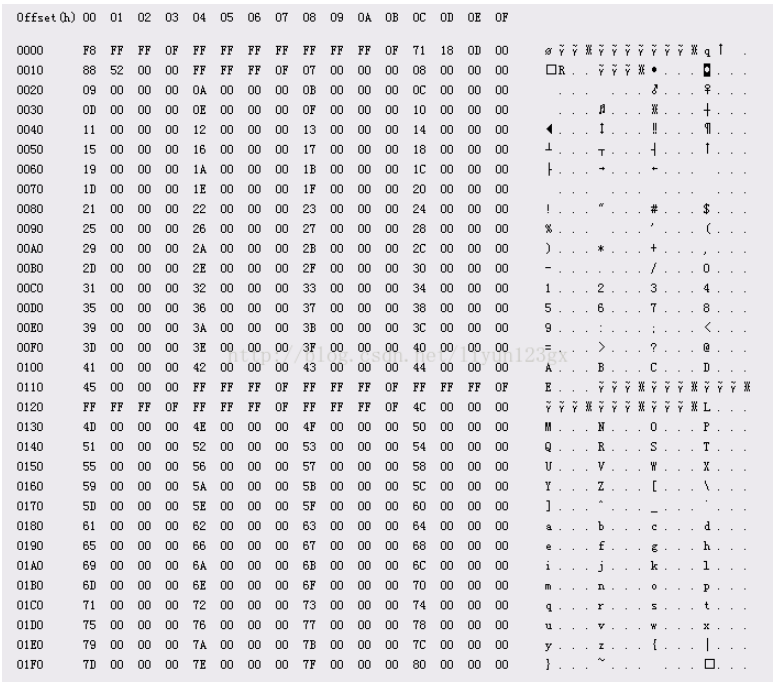 Offset(h) 00 01 02 03 04 05 06 07 08 09 0A 0B 0C 0D 0E 0F
0000 F8 FF FF 0F FF FF FF FF FF FF FF 0F 71 18 0D 00 ø ÿ ÿ ※ ÿ ÿ ÿ ÿ ÿ ÿ ÿ ※ q ↑ .
0010 88 52 00 00 FF FF FF 0F 07 00 00 00 08 00 00 00 □ R . . ÿ ÿ ÿ ※ • . . . ◘ . . .
0020 09 00 00 00 0A 00 00 00 0B 00 00 00 0C 00 00 00 . . . . . . ♂ . . . ♀ . . .
0030 0D 00 00 00 0E 00 00 00 0F 00 00 00 10 00 00 00 . . . ♫ . . . ※ . . . ┼ . . .
0040 11 00 00 00 12 00 00 00 13 00 00 00 14 00 00 00 ◄ . . . ↕ . . . ‼ . . . ¶ . . .
0050 15 00 00 00 16 00 00 00 17 00 00 00 18 00 00 00 ┴ . . . ┬ . . . ┤ . . . ↑ . . .
0060 19 00 00 00 1A 00 00 00 1B 00 00 00 1C 00 00 00 ├ . . . → . . . ← . . . . . .
0070 1D 00 00 00 1E 00 00 00 1F 00 00 00 20 00 00 00 . . . . . . . . . . . .
0080 21 00 00 00 22 00 00 00 23 00 00 00 24 00 00 00 ! . . . " . . . # . . . $ . . .
0090 25 00 00 00 26 00 00 00 27 00 00 00 28 00 00 00 % . . . . . . ' . . . ( . . .
00A0 29 00 00 00 2A 00 00 00 2B 00 00 00 2C 00 00 00 ) . . . * . . . + . . . , . . .
00B0 2D 00 00 00 2E 00 00 00 2F 00 00 00 30 00 00 00 - . . . . . . . / . . . 0 . . .
00C0 31 00 00 00 32 00 00 00 33 00 00 00 34 00 00 00 1 . . . 2 . . . 3 . . . 4 . . .
00D0 35 00 00 00 36 00 00 00 37 00 00 00 38 00 00 00 5 . . . 6 . . . 7 . . . 8 . . .
00E0 39 00 00 00 3A 00 00 00 3B 00 00 00 3C 00 00 00 9 . . . : . . . ; . . . < . . .
00F0 3D 00 00 00 3E 00 00 00 3F 00 00 00 40 00 00 00 = . . . > . . . ? . . . @ . . .
http://blog.csdn.net/liyun123gx
0100 41 00 00 00 42 00 00 00 43 00 00 00 44 00 00 00 A . . . B . . . C . . . D . . .
0110 45 00 00 00 FF FF FF 0F FF FF FF 0F FF FF FF 0F E . . . ÿ ÿ ÿ ※ ÿ ÿ ÿ ※ ÿ ÿ ÿ ※
0120 FF FF FF 0F FF FF FF 0F FF FF FF 0F 4C 00 00 00 ÿ ÿ ÿ ※ ÿ ÿ ÿ ※ ÿ ÿ ÿ ※ L . . .
0130 4D 00 00 00 4E 00 00 00 4F 00 00 00 50 00 00 00 M . . . N . . . O . . . P . . .
0140 51 00 00 00 52 00 00 00 53 00 00 00 54 00 00 00 Q . . . R . . . S . . . T . . .
0150 55 00 00 00 56 00 00 00 57 00 00 00 58 00 00 00 U . . . V . . . W . . . X . . .
0160 59 00 00 00 5A 00 00 00 5B 00 00 00 5C 00 00 00 Y . . . Z . . . [ . . . \ . . .
0170 5D 00 00 00 5E 00 00 00 5F 00 00 00 60 00 00 00 ] . . . ^ . . . _ . . . ` . . .
0180 61 00 00 00 62 00 00 00 63 00 00 00 64 00 00 00 a . . . b . . . c . . . d . . .
0190 65 00 00 00 66 00 00 00 67 00 00 00 68 00 00 00 e . . . f . . . g . . . h . . .
01A0 69 00 00 00 6A 00 00 00 6B 00 00 00 6C 00 00 00 i . . . j . . . k . . . l . . .
01B0 6D 00 00 00 6E 00 00 00 6F 00 00 00 70 00 00 00 m . . . n . . . o . . . p . . .
01C0 71 00 00 00 72 00 00 00 73 00 00 00 74 00 00 00 q . . . r . . . s . . . t . . .
01D0 75 00 00 00 76 00 00 00 77 00 00 00 78 00 00 00 u . . . v . . . w . . . x . . .
01E0 79 00 00 00 7A 00 00 00 7B 00 00 00 7C 00 00 00 y . . . z . . . { . . . | . . .
01F0 7D 00 00 00 7E 00 00 00 7F 00 00 00 80 00 00 00 } . . . ~ . . . . . . □ . . .